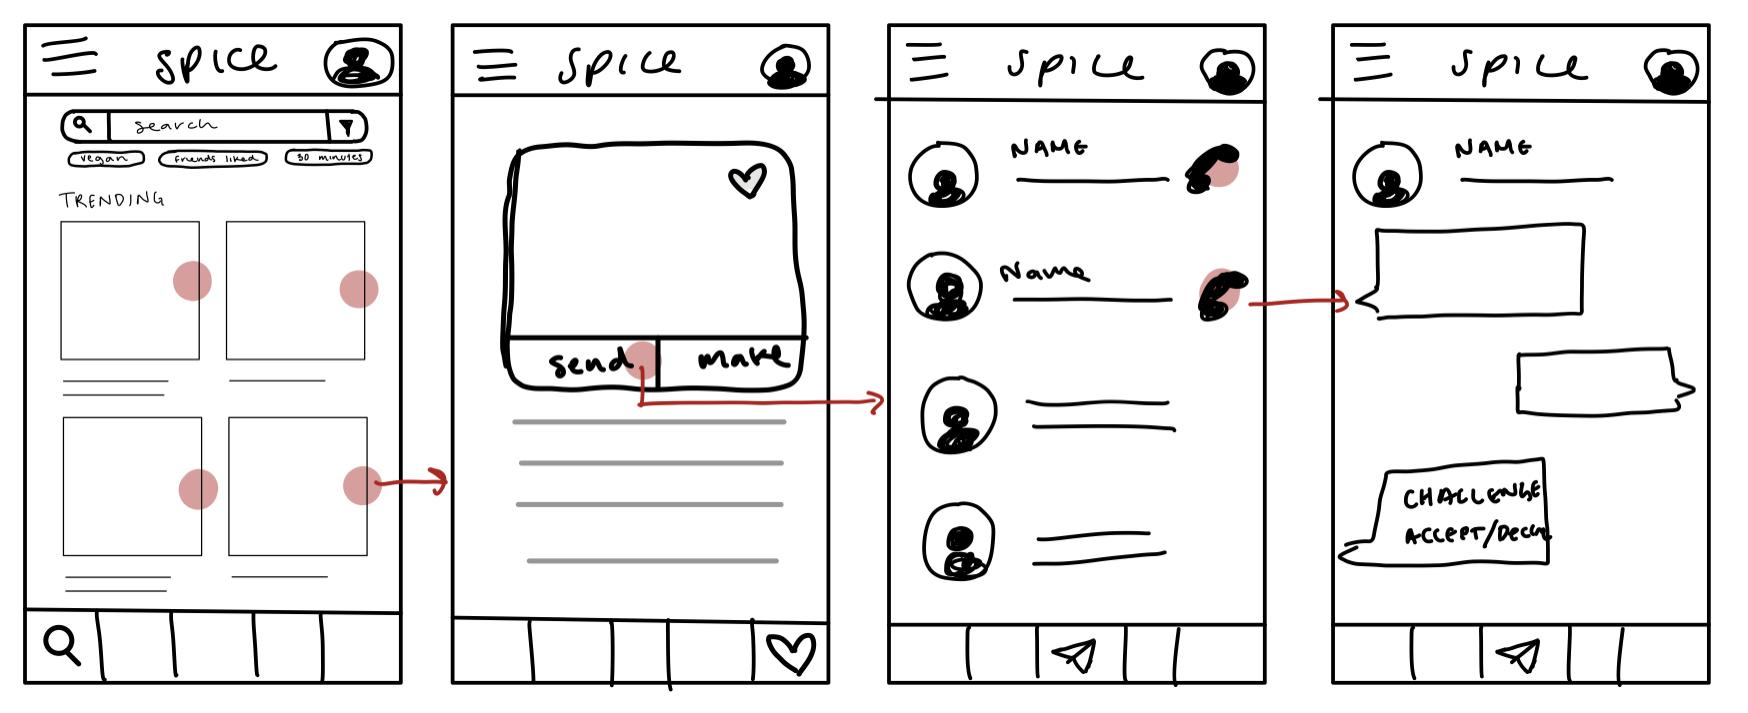 spice
search
vegan
friends liked
30 minutes
TRENDING
spice
send
make
spice
NAME
Name
spice
NAME
CHALLENGE
ACCEPT/